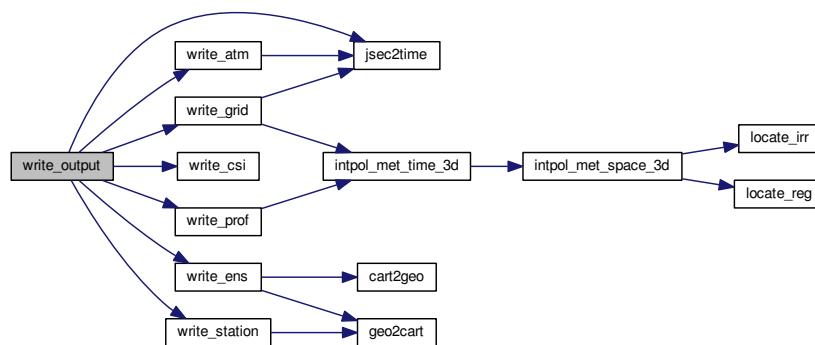 write_output
write_atm
write_grid
write_csi
write_prof
write_ens
write_station
jsec2time
intpol_met_time_3d
cart2geo
geo2cart
intpol_met_space_3d
locate_irr
locate_reg